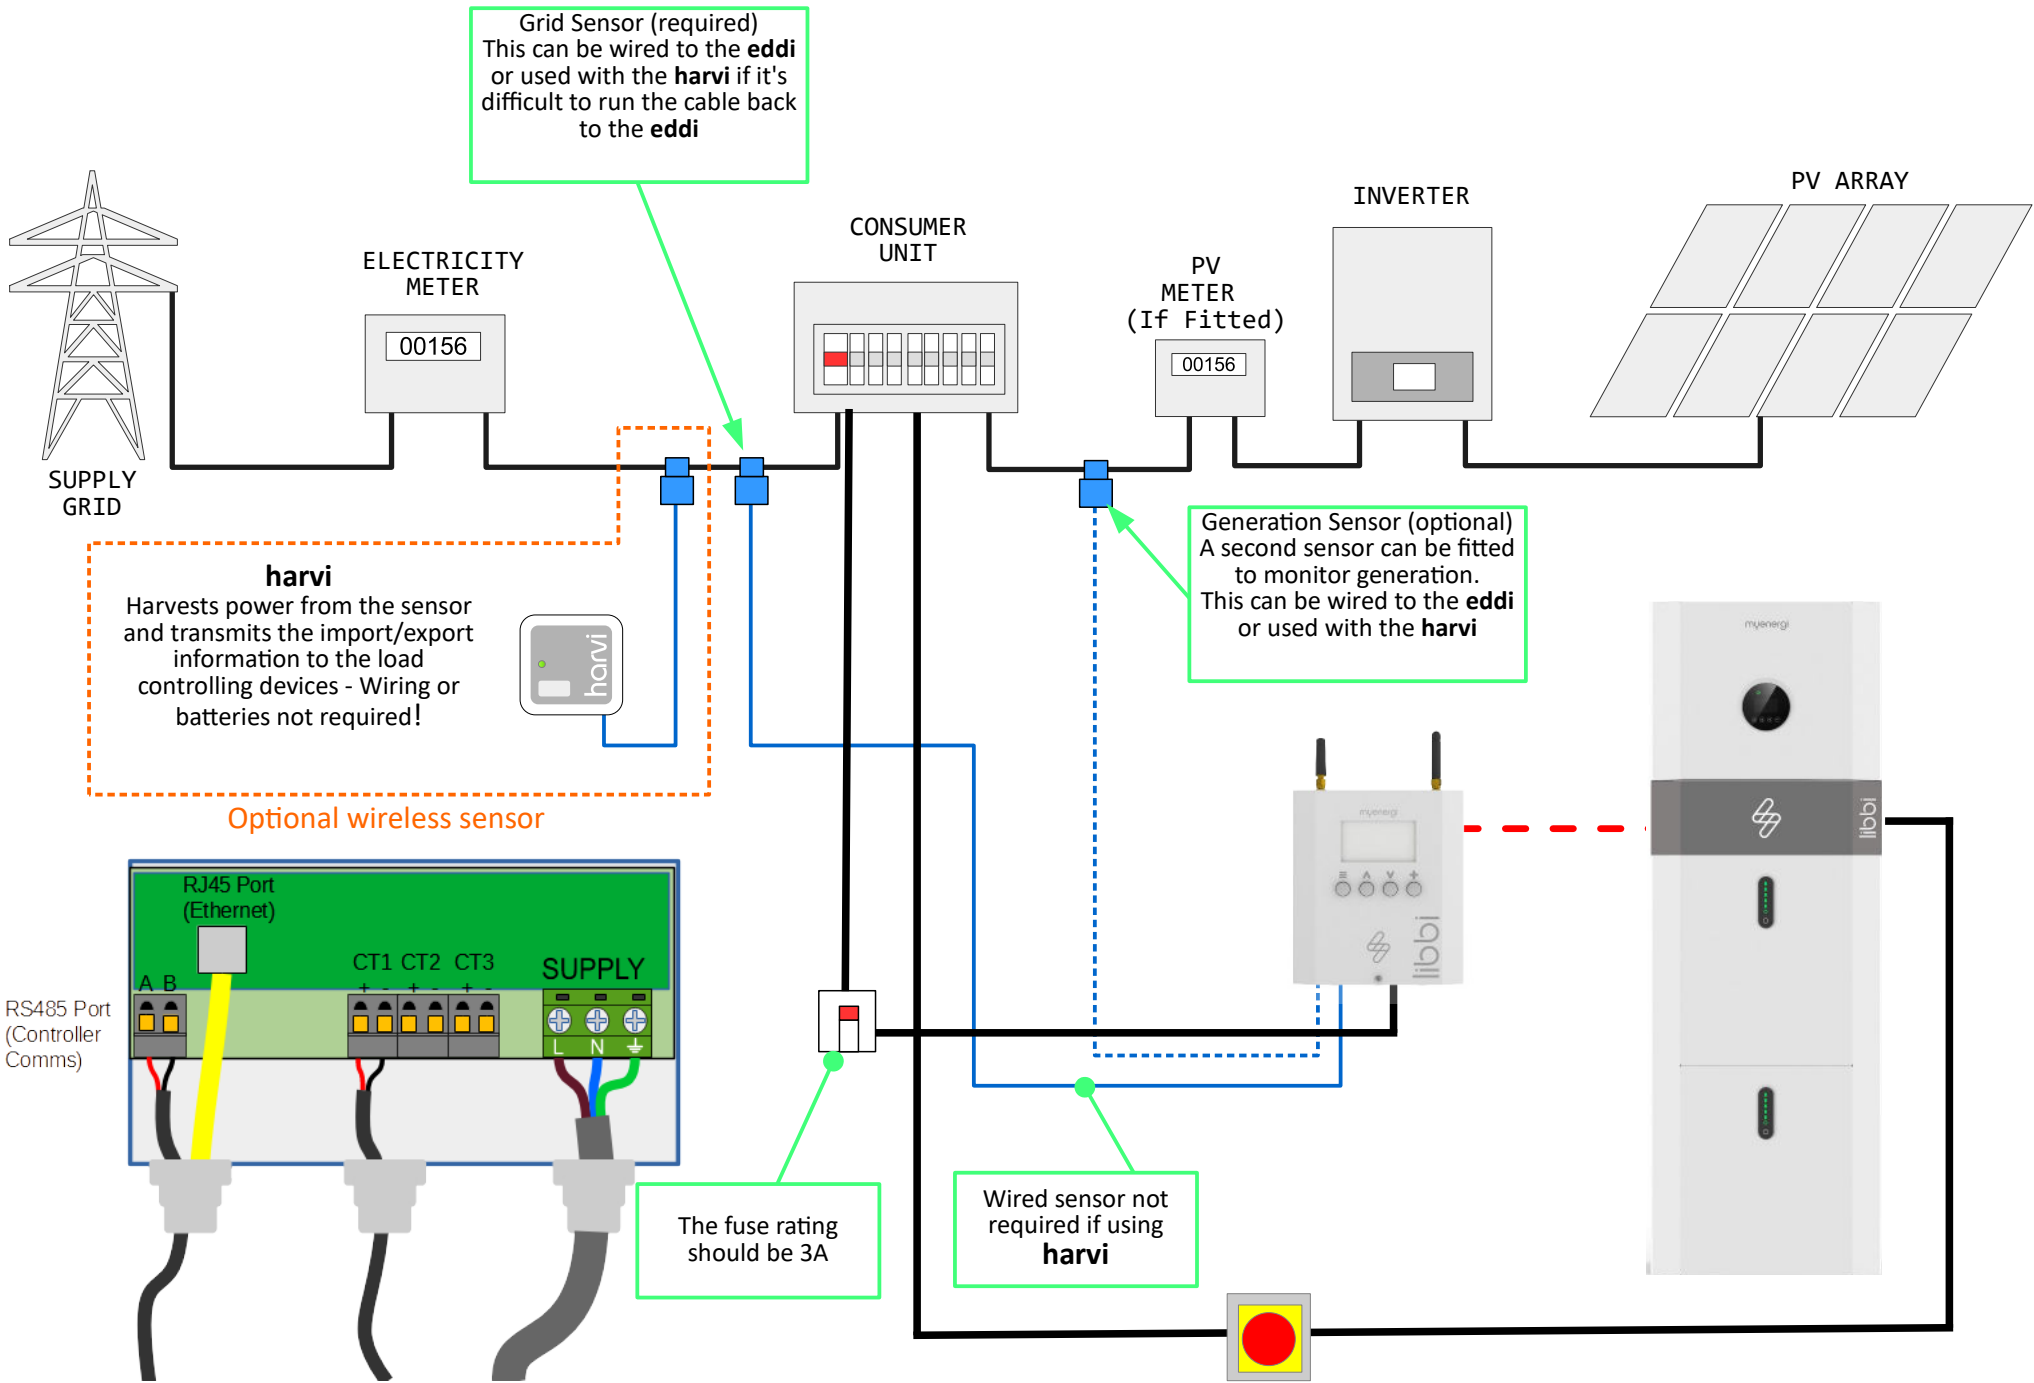 Grid Sensor (required)
This can be wired to the eddi
or used with the harvi if it's
difficult to run the cable back
to the eddi
SUPPLY
GRID
ELECTRICITY
METER
00156
CONSUMER
UNIT
PV
METER
(If Fitted)
00156
INVERTER
PV ARRAY
Generation Sensor (optional)
A second sensor can be fitted
to monitor generation.
This can be wired to the eddi
or used with the harvi
harvi
Harvests power from the sensor
and transmits the import/export
information to the load
controlling devices - Wiring or
batteries not required!
harvi
Optional wireless sensor
myenergi
libbi
myenergi
libbi
RJ45 Port
(Ethernet)
A B
CT1 CT2 CT3
+ - + - + -
SUPPLY
L N
RS485 Port
(Controller
Comms)
The fuse rating
should be 3A
Wired sensor not
required if using
harvi